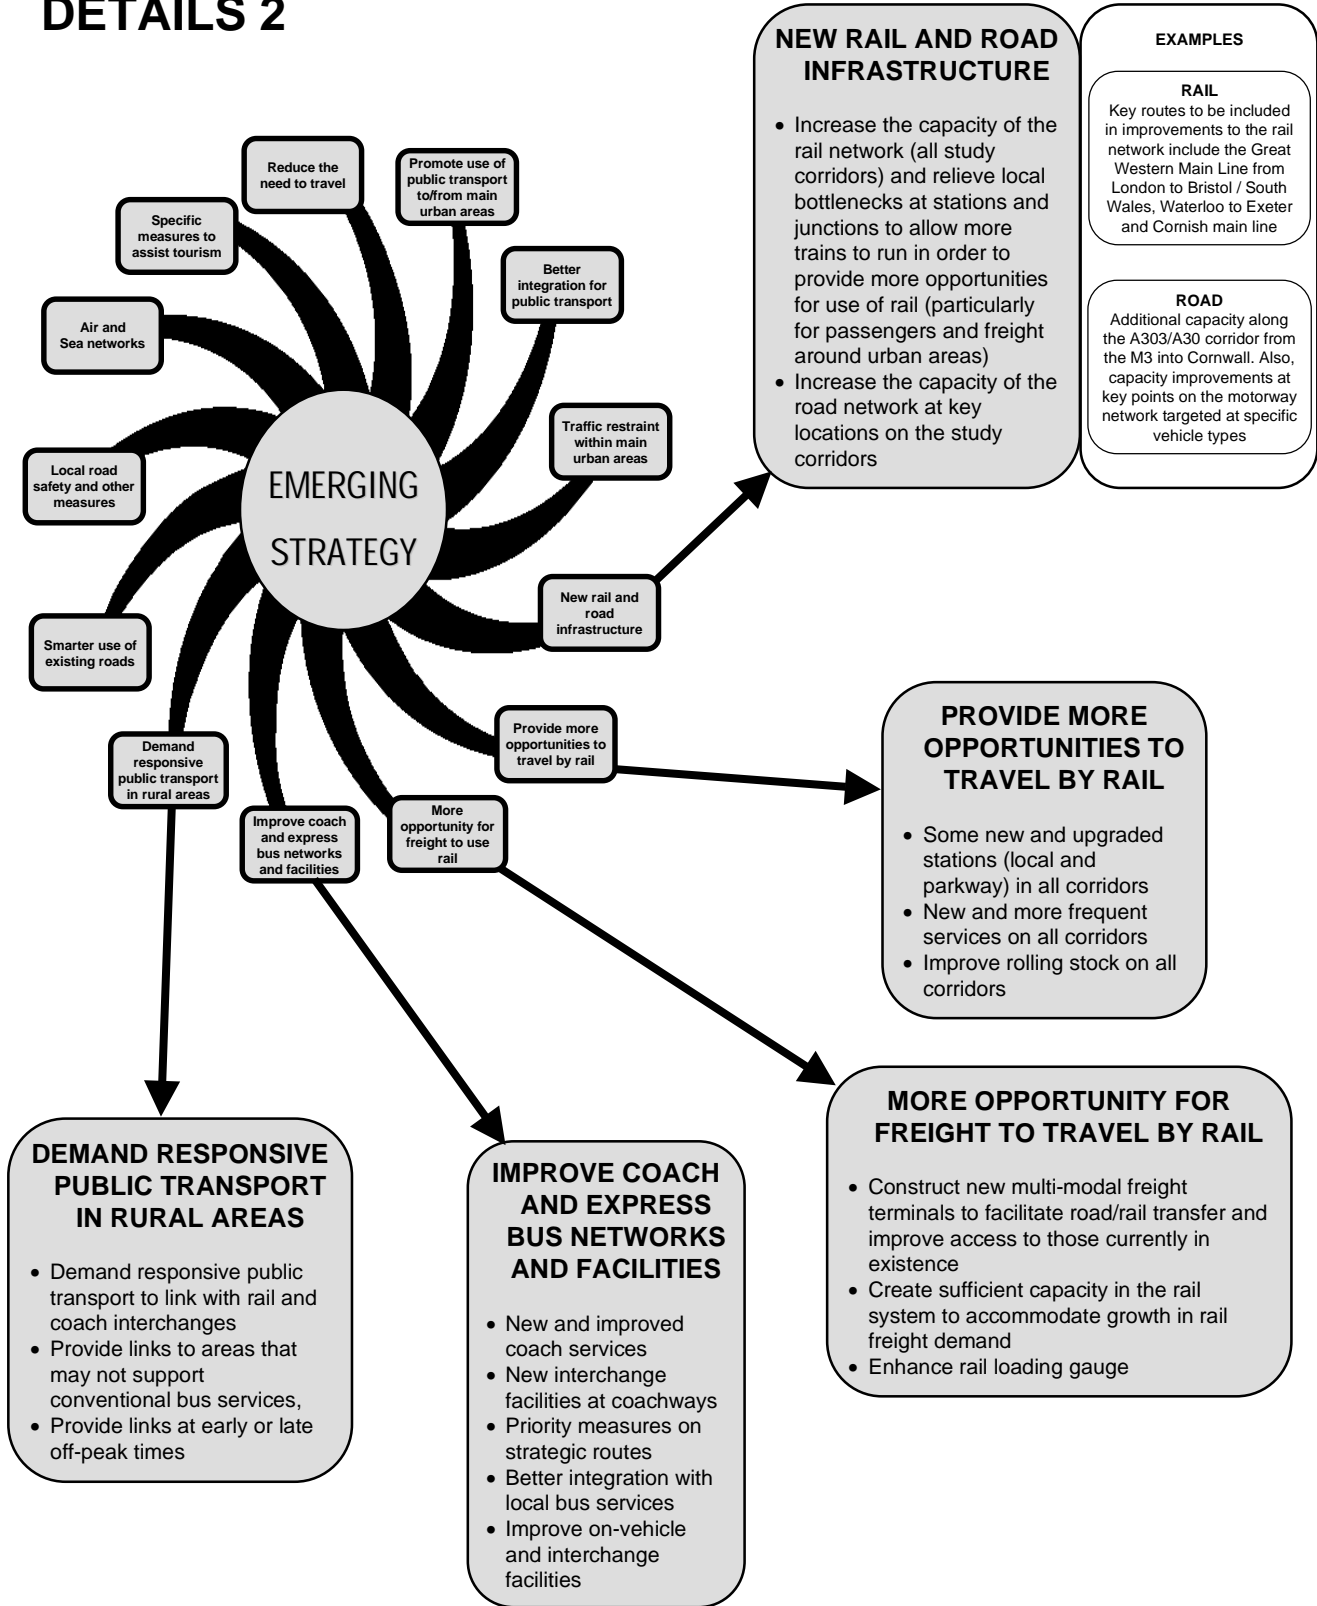 DETAILS 2
NEW RAIL AND ROAD
INFRASTRUCTURE
• Increase the capacity of the
rail network (all study
corridors) and relieve local
bottlenecks at stations and
junctions to allow more
trains to run in order to
provide more opportunities
for use of rail (particularly
for passengers and freight
around urban areas)
• Increase the capacity of the
road network at key
locations on the study
corridors
EXAMPLES
RAIL
Key routes to be included
in improvements to the rail
network include the Great
Western Main Line from
London to Bristol / South
Wales, Waterloo to Exeter
and Cornish main line
ROAD
Additional capacity along
the A303/A30 corridor from
the M3 into Cornwall. Also,
capacity improvements at
key points on the motorway
network targeted at specific
vehicle types
Reduce the
need to travel
Promote use of
public transport
to/from main
urban areas
Specific
measures to
assist tourism
Better
integration for
public transport
Air and
Sea networks
Traffic restraint
within main
urban areas
Local road
safety and other
measures
EMERGING
STRATEGY
New rail and
road
infrastructure
Smarter use of
existing roads
Provide more
opportunities to
travel by rail
Demand
responsive
public transport
in rural areas
Improve coach
and express
bus networks
and facilities
More
opportunity for
freight to use
rail
PROVIDE MORE
OPPORTUNITIES TO
TRAVEL BY RAIL
• Some new and upgraded
stations (local and
parkway) in all corridors
• New and more frequent
services on all corridors
• Improve rolling stock on all
corridors
MORE OPPORTUNITY FOR
FREIGHT TO TRAVEL BY RAIL
• Construct new multi-modal freight
terminals to facilitate road/rail transfer and
improve access to those currently in
existence
• Create sufficient capacity in the rail
system to accommodate growth in rail
freight demand
• Enhance rail loading gauge
DEMAND RESPONSIVE
PUBLIC TRANSPORT
IN RURAL AREAS
• Demand responsive public
transport to link with rail and
coach interchanges
• Provide links to areas that
may not support
conventional bus services,
• Provide links at early or late
off-peak times
IMPROVE COACH
AND EXPRESS
BUS NETWORKS
AND FACILITIES
• New and improved
coach services
• New interchange
facilities at coachways
• Priority measures on
strategic routes
• Better integration with
local bus services
• Improve on-vehicle
and interchange
facilities